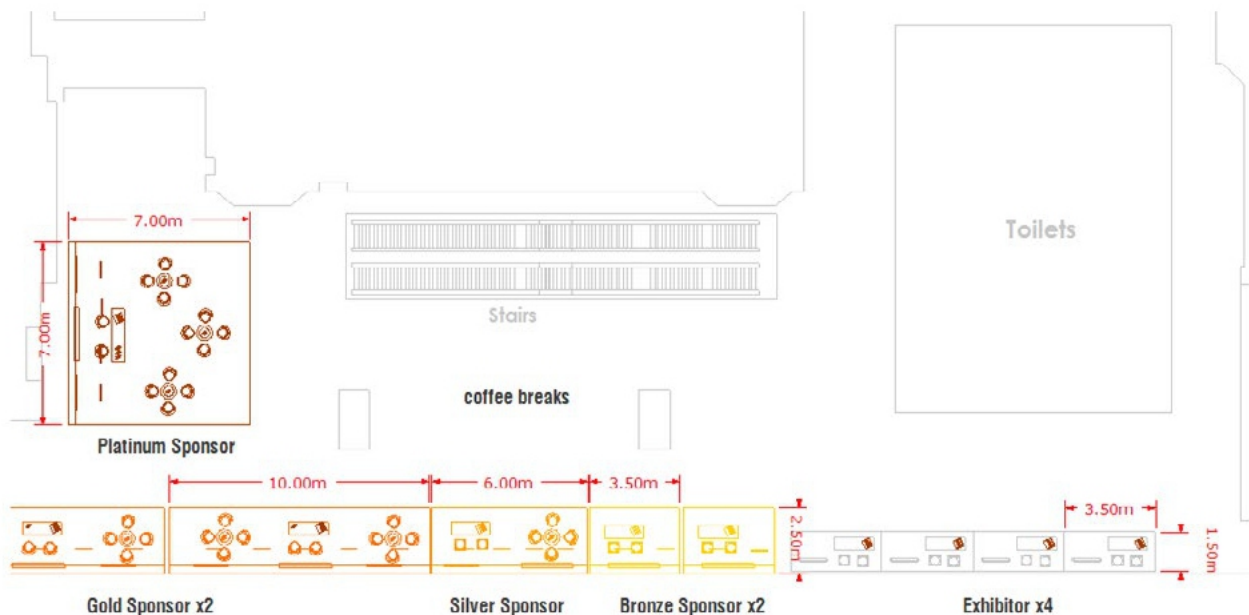 7.00m
Toilets
Stairs
7.00m
coffee breaks
Platinum Sponsor
10.00m
6.00m
3.50m
3.50m
2.50m
1.50m
Gold Sponsor x2
Silver Sponsor
Bronze Sponsor x2
Exhibitor x4